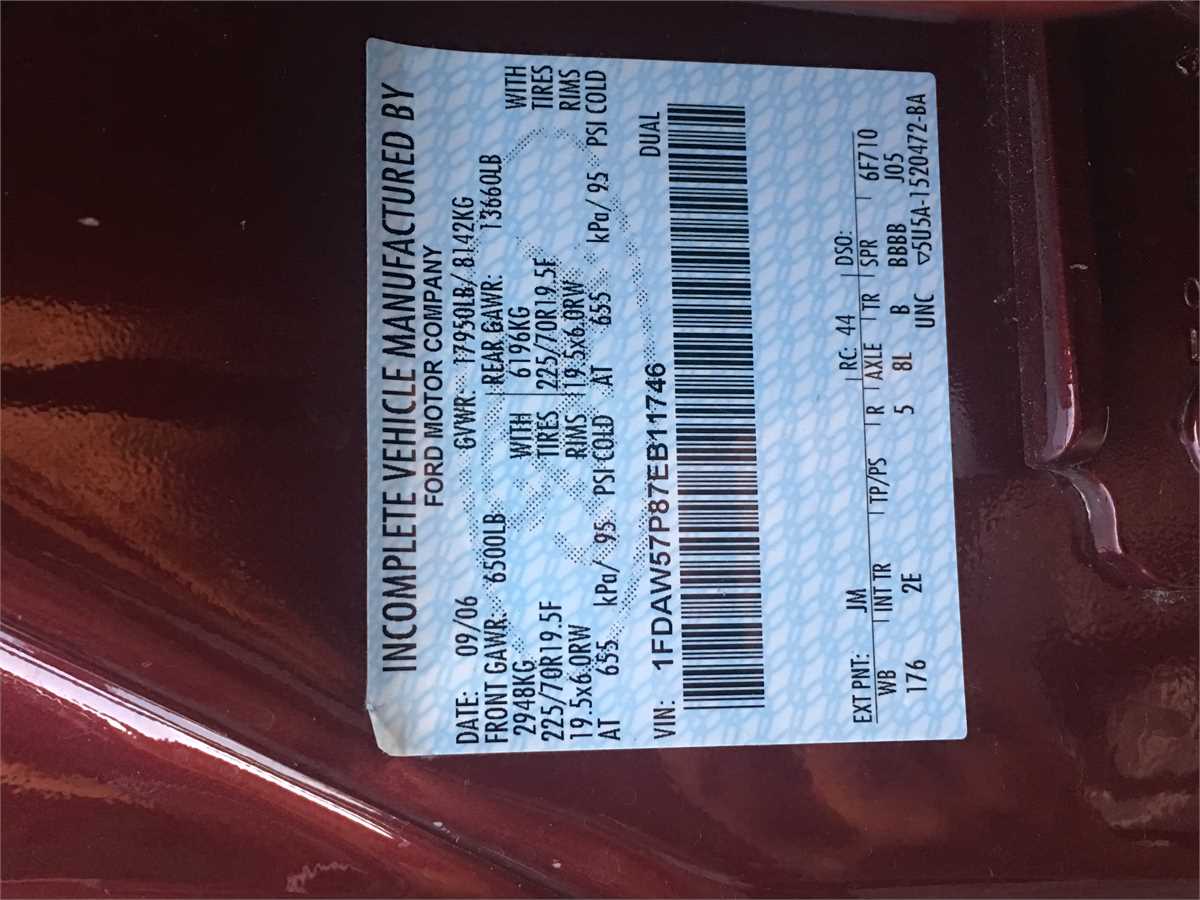 INCOMPLETE VEHICLE MANUFACTURED BY
FORD MOTOR COMPANY
DATE: 09/06 GVWR: 17950LB/ 8142KG
FRONT GAWR: 6500LB REAR GAWR: 13660LB
2948KG WITH 6196KG WITH
225/70R19.5F TIRES 225/70R19.5F TIRES
19.5x6.0RW RIMS 19.5x6.0RW RIMS
AT 655 kPa/ 95 PSI COLD AT 655 kPa/ 95 PSI COLD
VIN: 1FDAW57P87EB11746 DUAL
EXT PNT: JM RC: 44 DSO:
WB INT TR TP/PS R AXLE TR SPR 6F710
176 2E 5 8L B BBBB J05
UNC ▽5U5A-1520472-BA